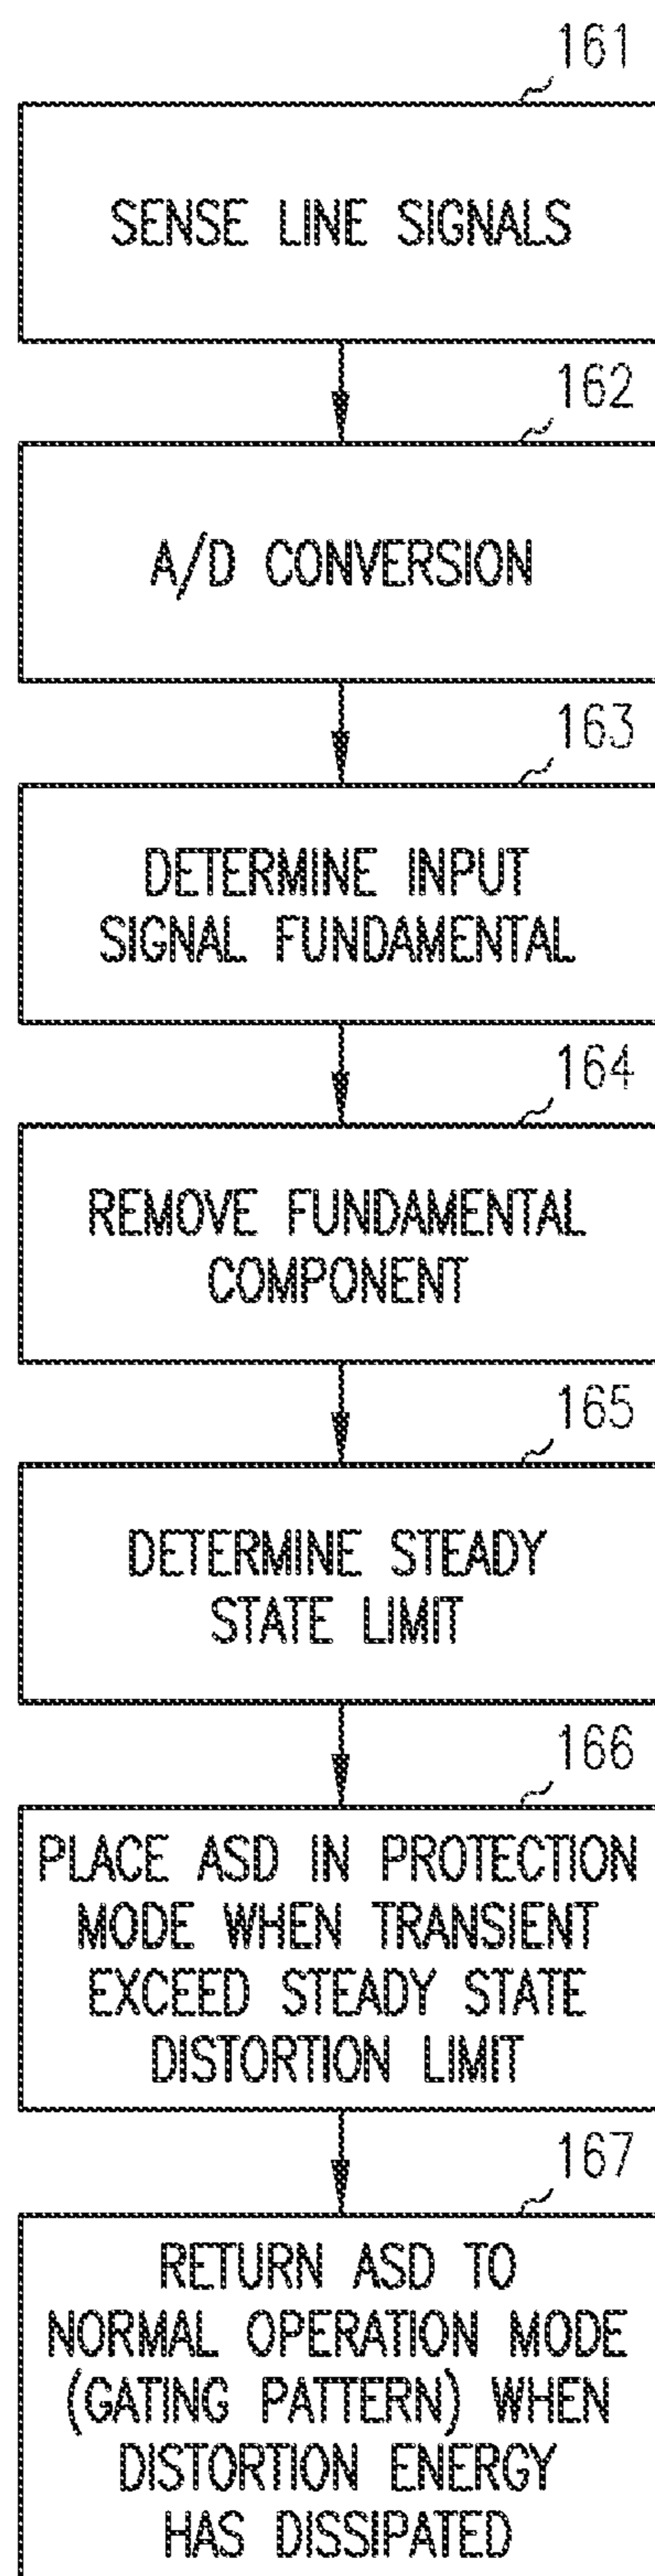 161
SENSE LINE SIGNALS
162
A/D CONVERSION
163
DETERMINE INPUT
SIGNAL FUNDAMENTAL
164
REMOVE FUNDAMENTAL
COMPONENT
165
DETERMINE STEADY
STATE LIMIT
166
PLACE ASD IN PROTECTION
MODE WHEN TRANSIENT
EXCEED STEADY STATE
DISTORTION LIMIT
167
RETURN ASD TO
NORMAL OPERATION MODE
(GATING PATTERN) WHEN
DISTORTION ENERGY
HAS DISSIPATED